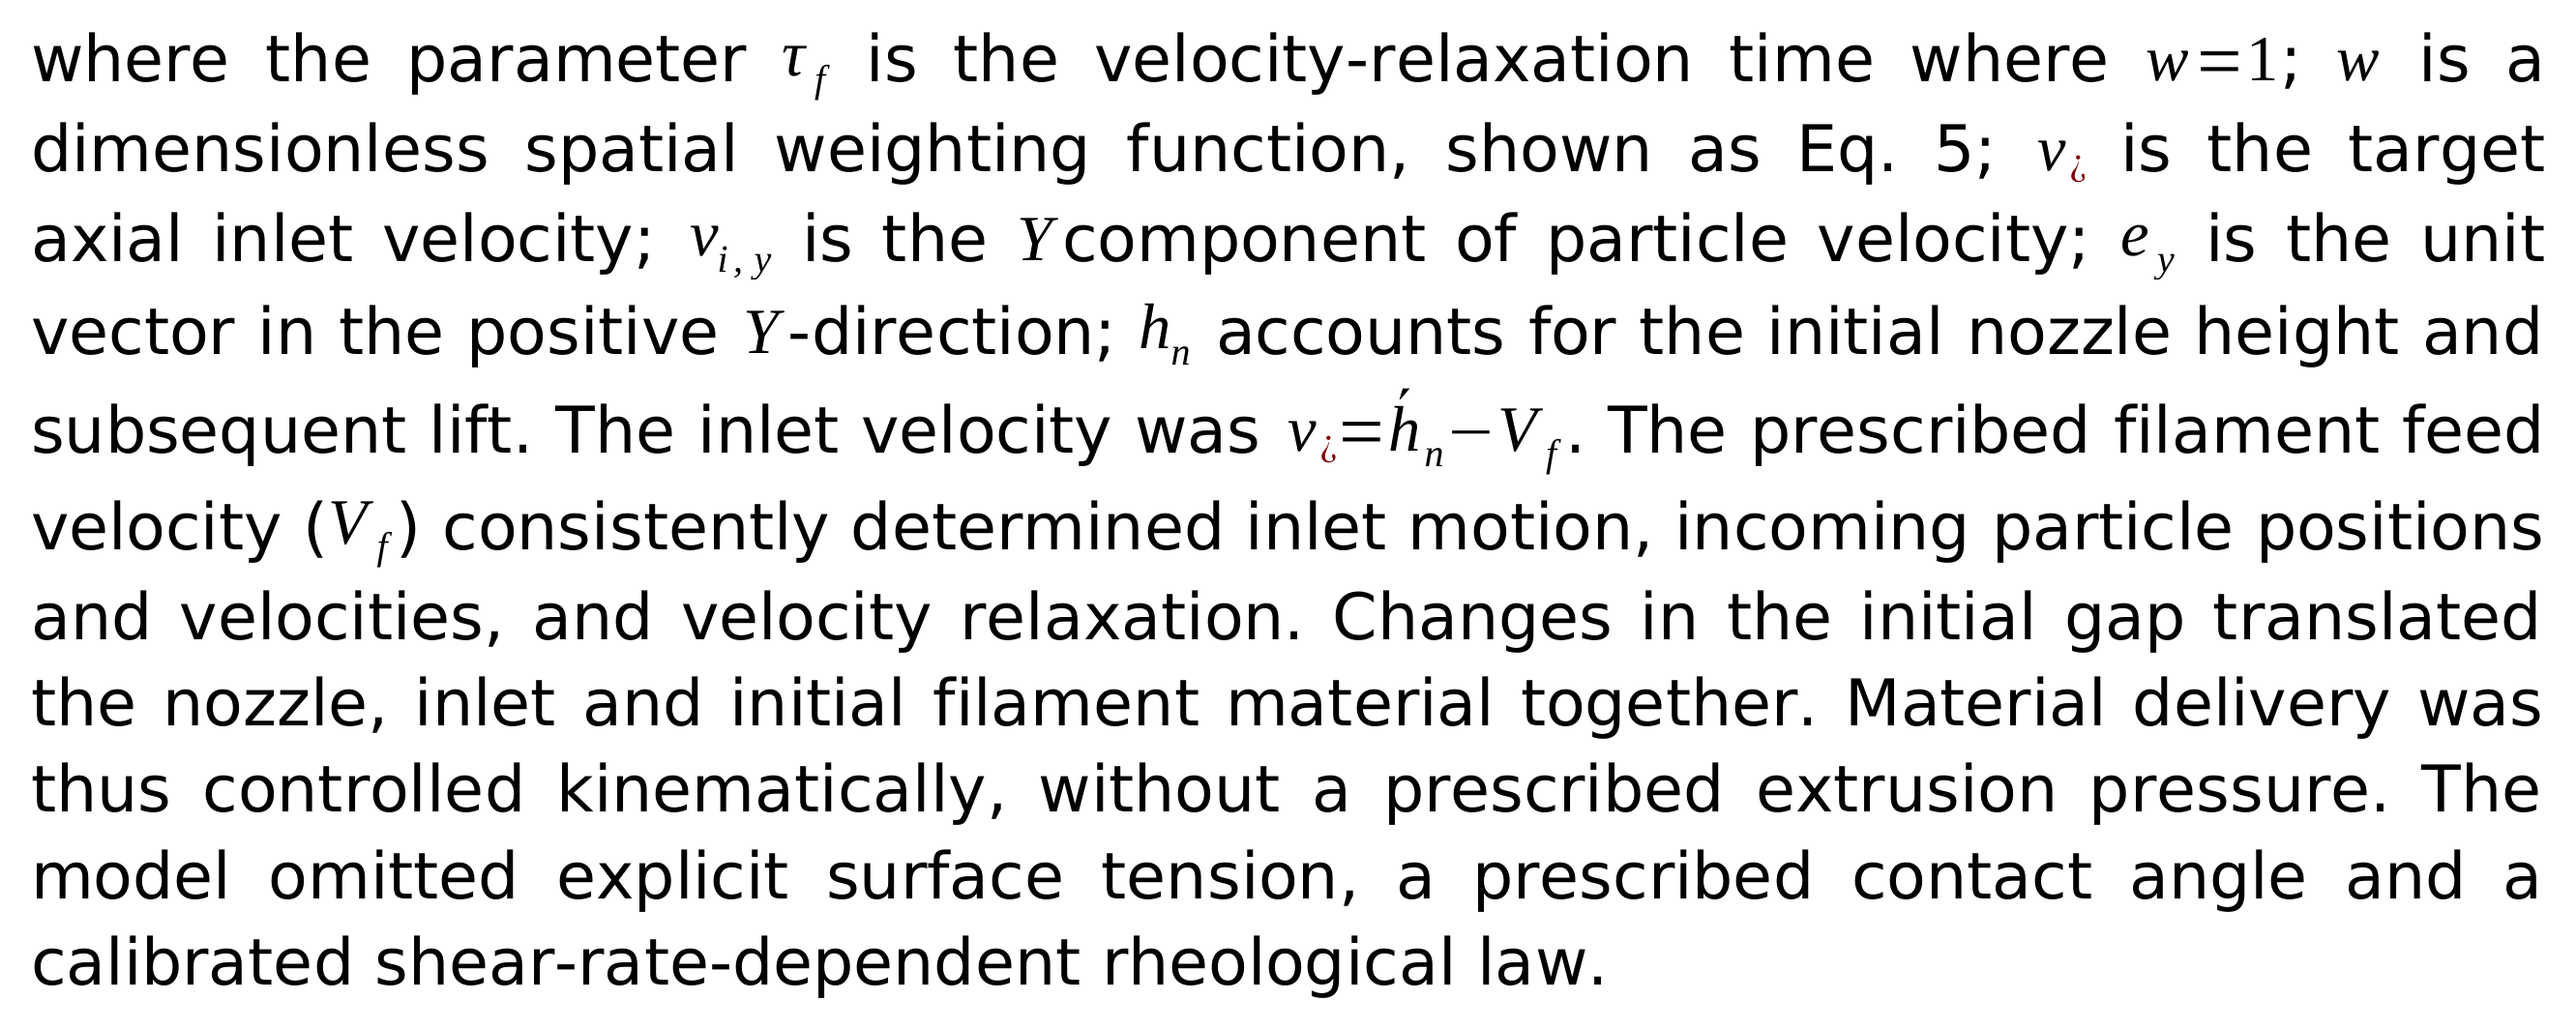 where the parameter τ_f is the velocity-relaxation time where w=1; w is a
dimensionless spatial weighting function, shown as Eq. 5; v_¿ is the target
axial inlet velocity; v_{i,y} is the Y component of particle velocity; e_y is the unit
vector in the positive Y-direction; h_n accounts for the initial nozzle height and
subsequent lift. The inlet velocity was v_¿=h́_n−V_f. The prescribed filament feed
velocity (V_f) consistently determined inlet motion, incoming particle positions
and velocities, and velocity relaxation. Changes in the initial gap translated
the nozzle, inlet and initial filament material together. Material delivery was
thus controlled kinematically, without a prescribed extrusion pressure. The
model omitted explicit surface tension, a prescribed contact angle and a
calibrated shear-rate-dependent rheological law.